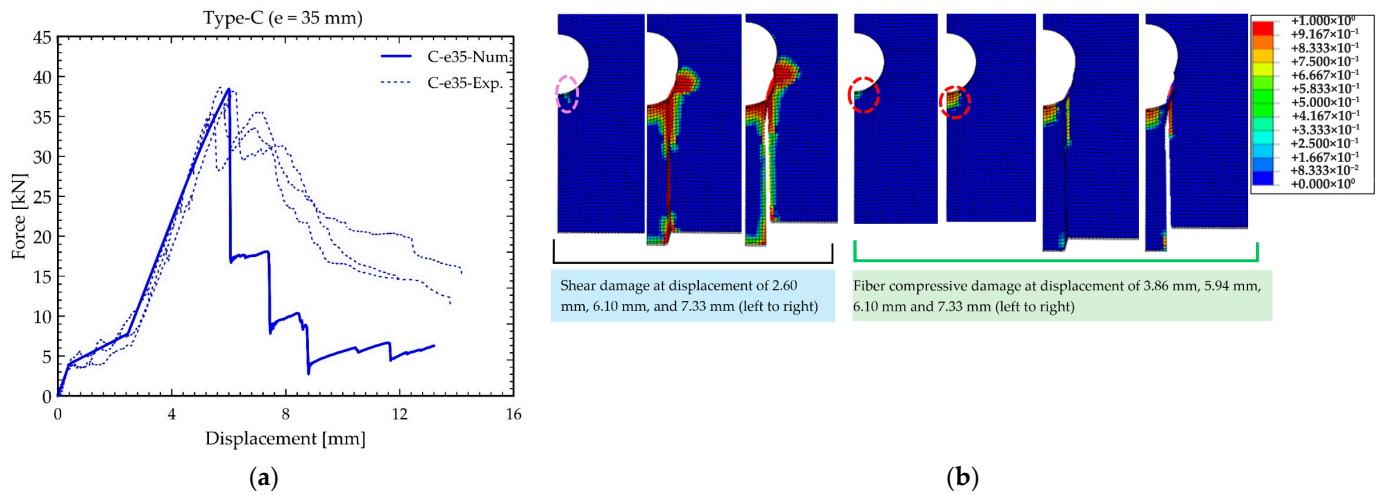 Type-C (e = 35 mm)
45
40
35
30
25
20
15
10
5
0
Force [kN]
C-e35-Num.
C-e35-Exp.
0 4 8 12 16
Displacement [mm]
(a)
+1.000×10⁰
+9.167×10⁻¹
+8.333×10⁻¹
+7.500×10⁻¹
+6.667×10⁻¹
+5.833×10⁻¹
+5.000×10⁻¹
+4.167×10⁻¹
+3.333×10⁻¹
+2.500×10⁻¹
+1.667×10⁻¹
+8.333×10⁻²
+0.000×10⁰
Shear damage at displacement of 2.60
mm, 6.10 mm, and 7.33 mm (left to right)
Fiber compressive damage at displacement of 3.86 mm, 5.94 mm,
6.10 mm and 7.33 mm (left to right)
(b)